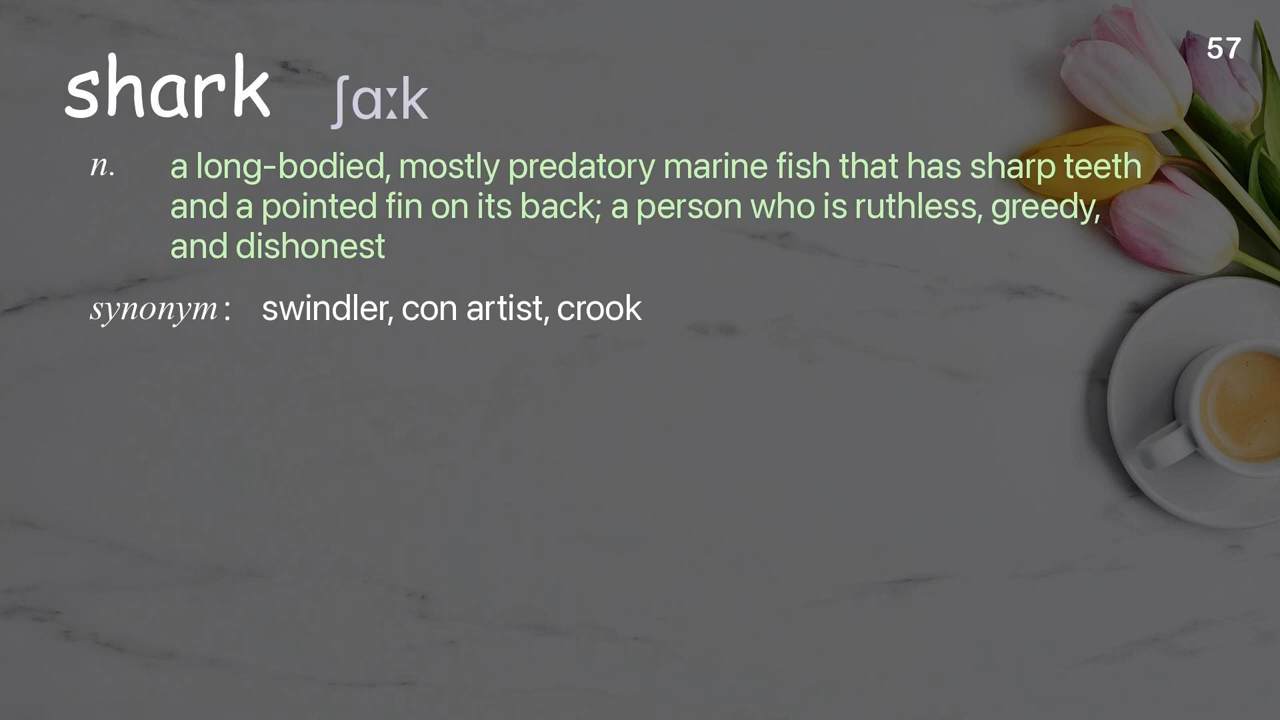 57
shark ʃɑːk
n. a long-bodied, mostly predatory marine fish that has sharp teeth
and a pointed fin on its back; a person who is ruthless, greedy,
and dishonest
synonym: swindler, con artist, crook